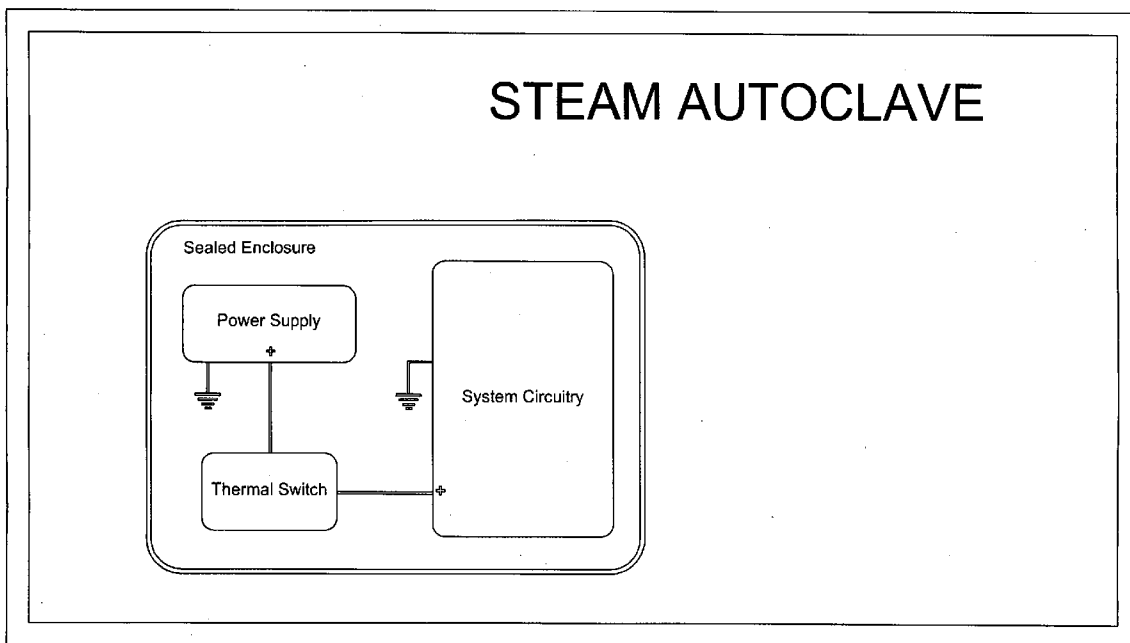 STEAM AUTOCLAVE
Sealed Enclosure
Power Supply
+
System Circuitry
Thermal Switch
+